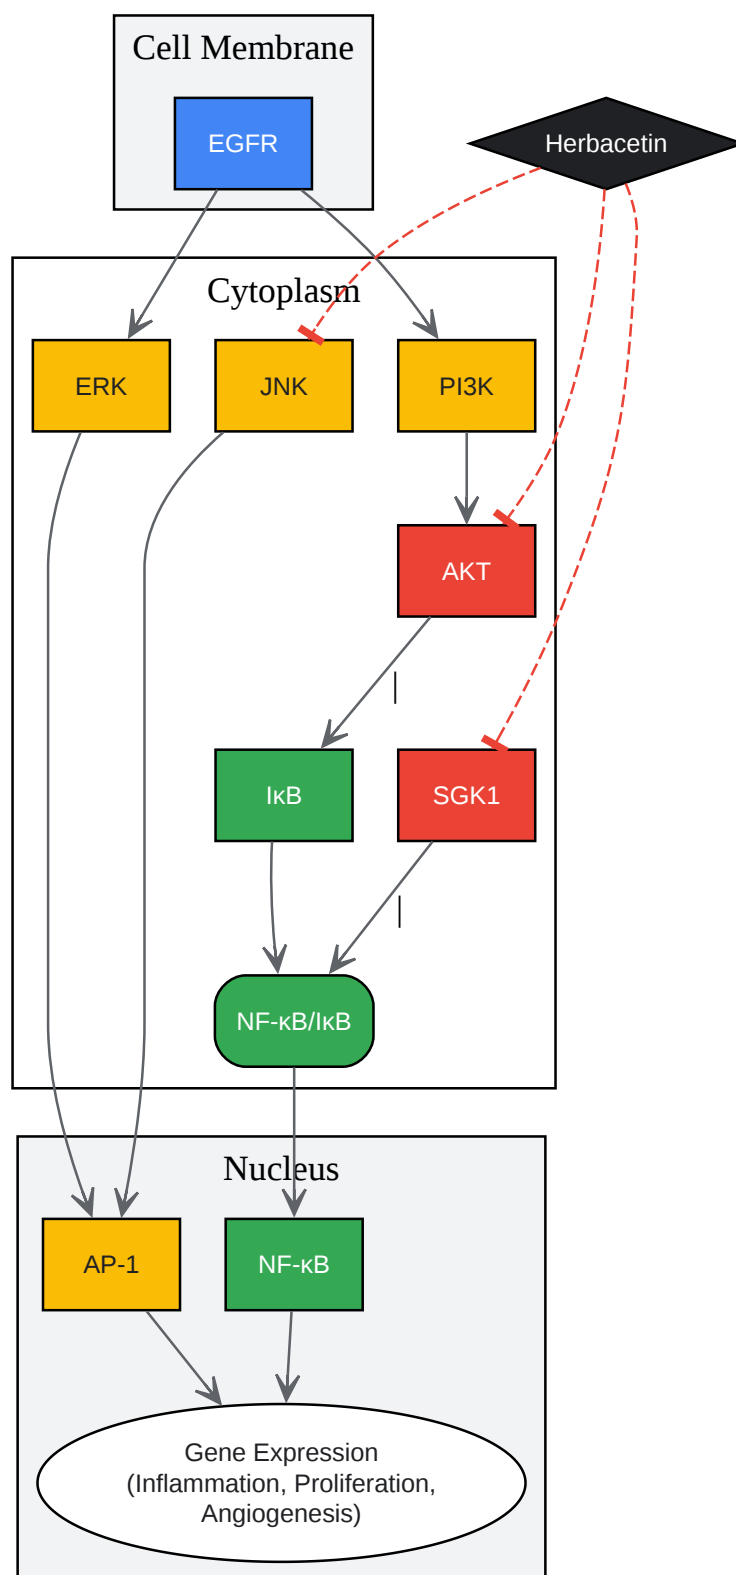 Cell Membrane
EGFR
Herbacetin
Cytoplasm
ERK
JNK
PI3K
AKT
|
IκB
SGK1
|
NF-κB/IκB
Nucleus
AP-1
NF-κB
Gene Expression
(Inflammation, Proliferation,
Angiogenesis)